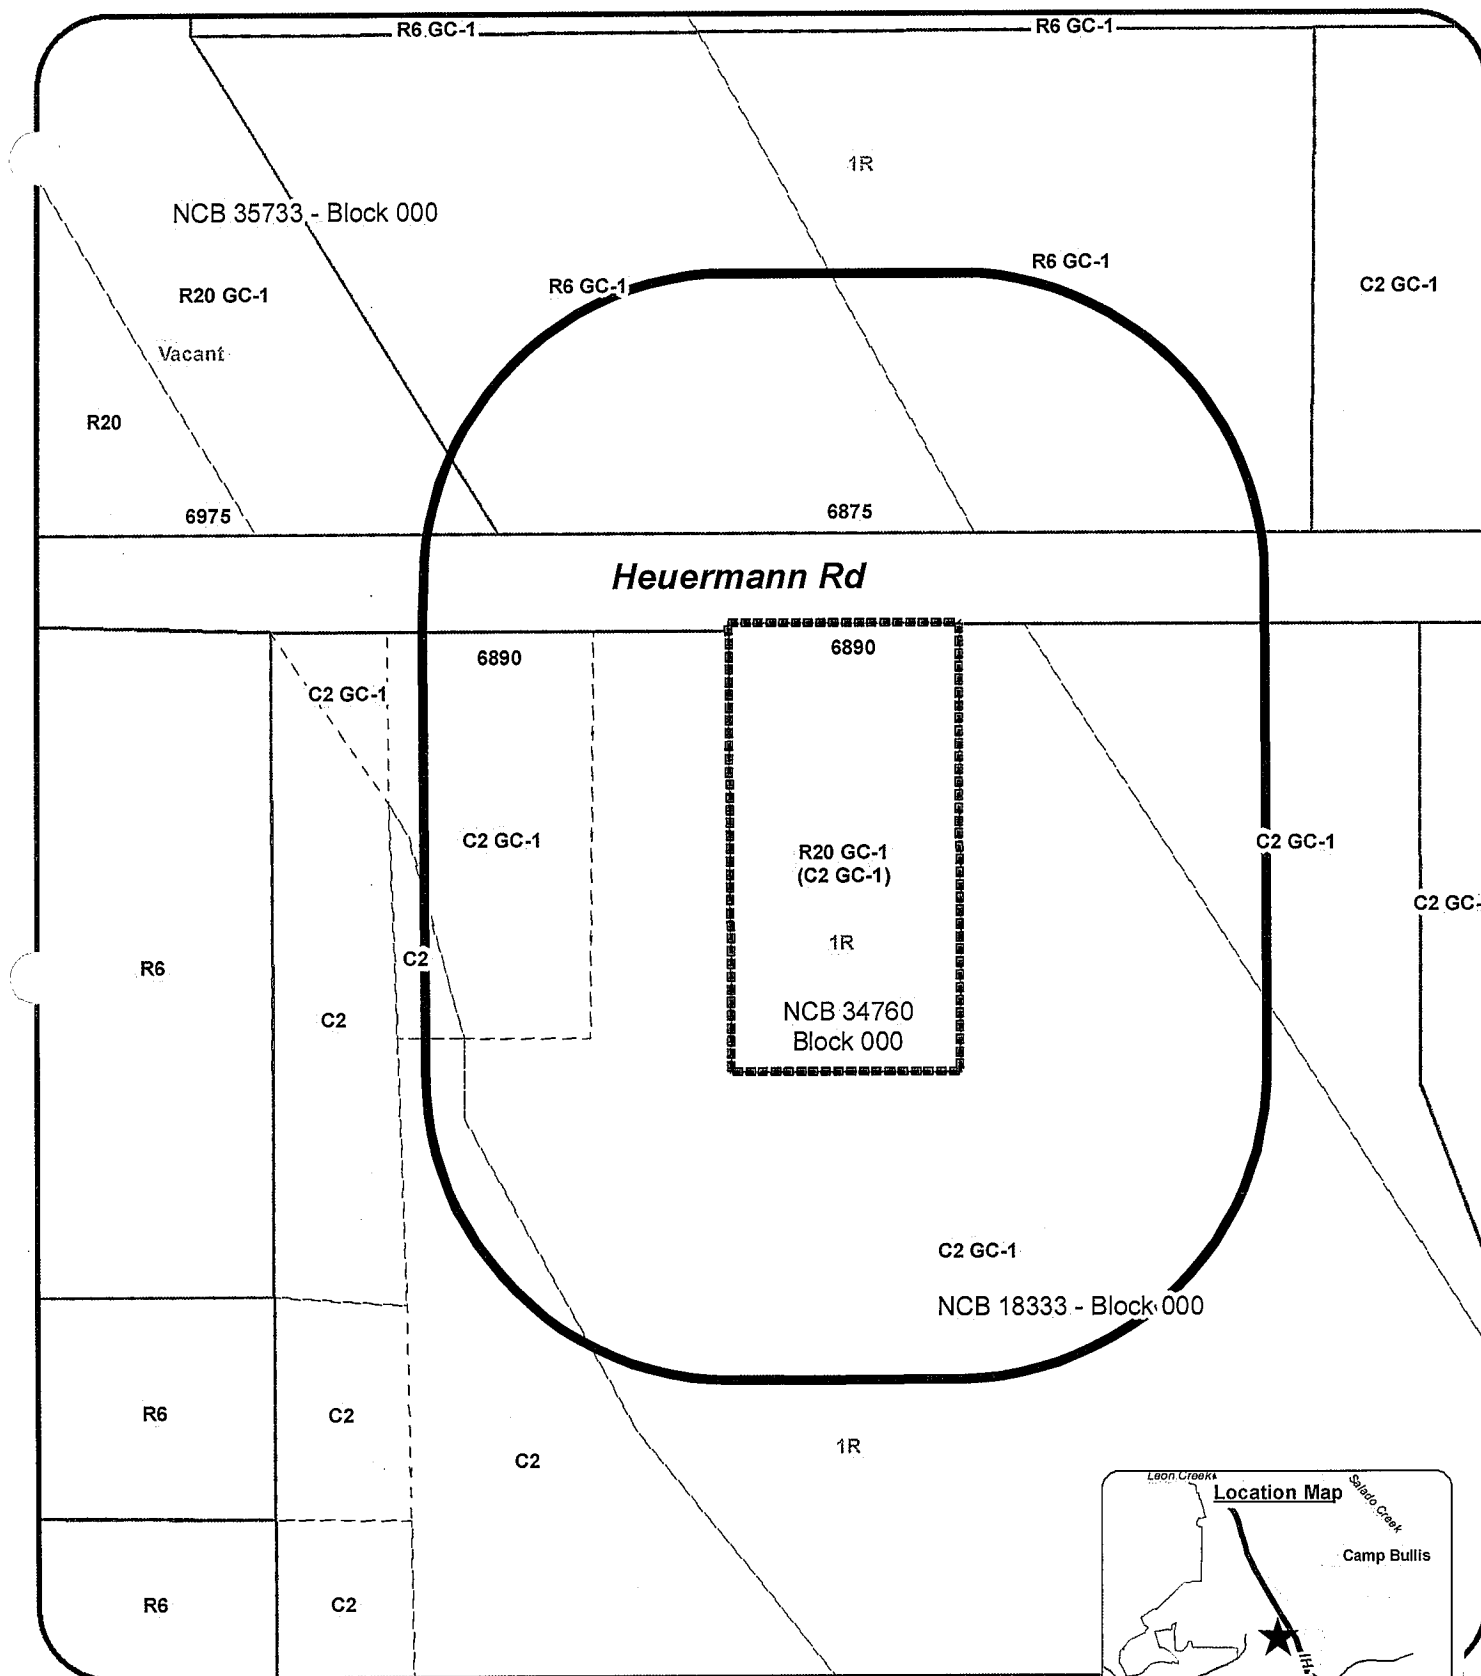 R6 GC-1
R6 GC-1
1R
NCB 35733 - Block 000
R6 GC-1
R6 GC-1
C2 GC-1
R20 GC-1
Vacant
R20
6975
6875
Heuermann Rd
6890
6890
C2 GC-1
C2 GC-1
R20 GC-1
(C2 GC-1)
C2 GC-1
C2 GC-
1R
C2
R6
C2
NCB 34760
Block 000
C2 GC-1
NCB 18333 - Block 000
R6
C2
C2
1R
R6
C2
Leon Creek
Location Map
Salado Creek
Camp Bullis